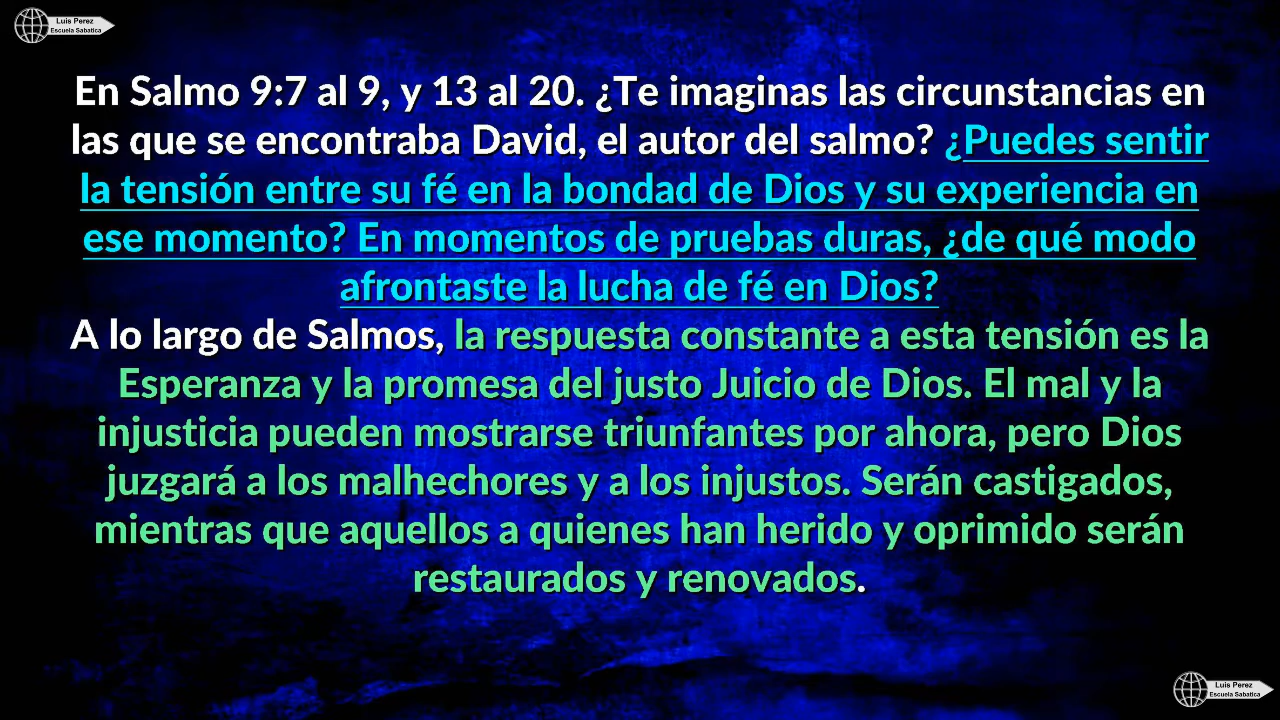 Luis Perez
Escuela Sabatica
En Salmo 9:7 al 9, y 13 al 20. ¿Te imaginas las circunstancias en
las que se encontraba David, el autor del salmo? ¿Puedes sentir
la tensión entre su fé en la bondad de Dios y su experiencia en
ese momento? En momentos de pruebas duras, ¿de qué modo
afrontaste la lucha de fé en Dios?
A lo largo de Salmos, la respuesta constante a esta tensión es la
Esperanza y la promesa del justo Juicio de Dios. El mal y la
injusticia pueden mostrarse triunfantes por ahora, pero Dios
juzgará a los malhechores y a los injustos. Serán castigados,
mientras que aquellos a quienes han herido y oprimido serán
restaurados y renovados.
Luis Perez
Escuela Sabatica